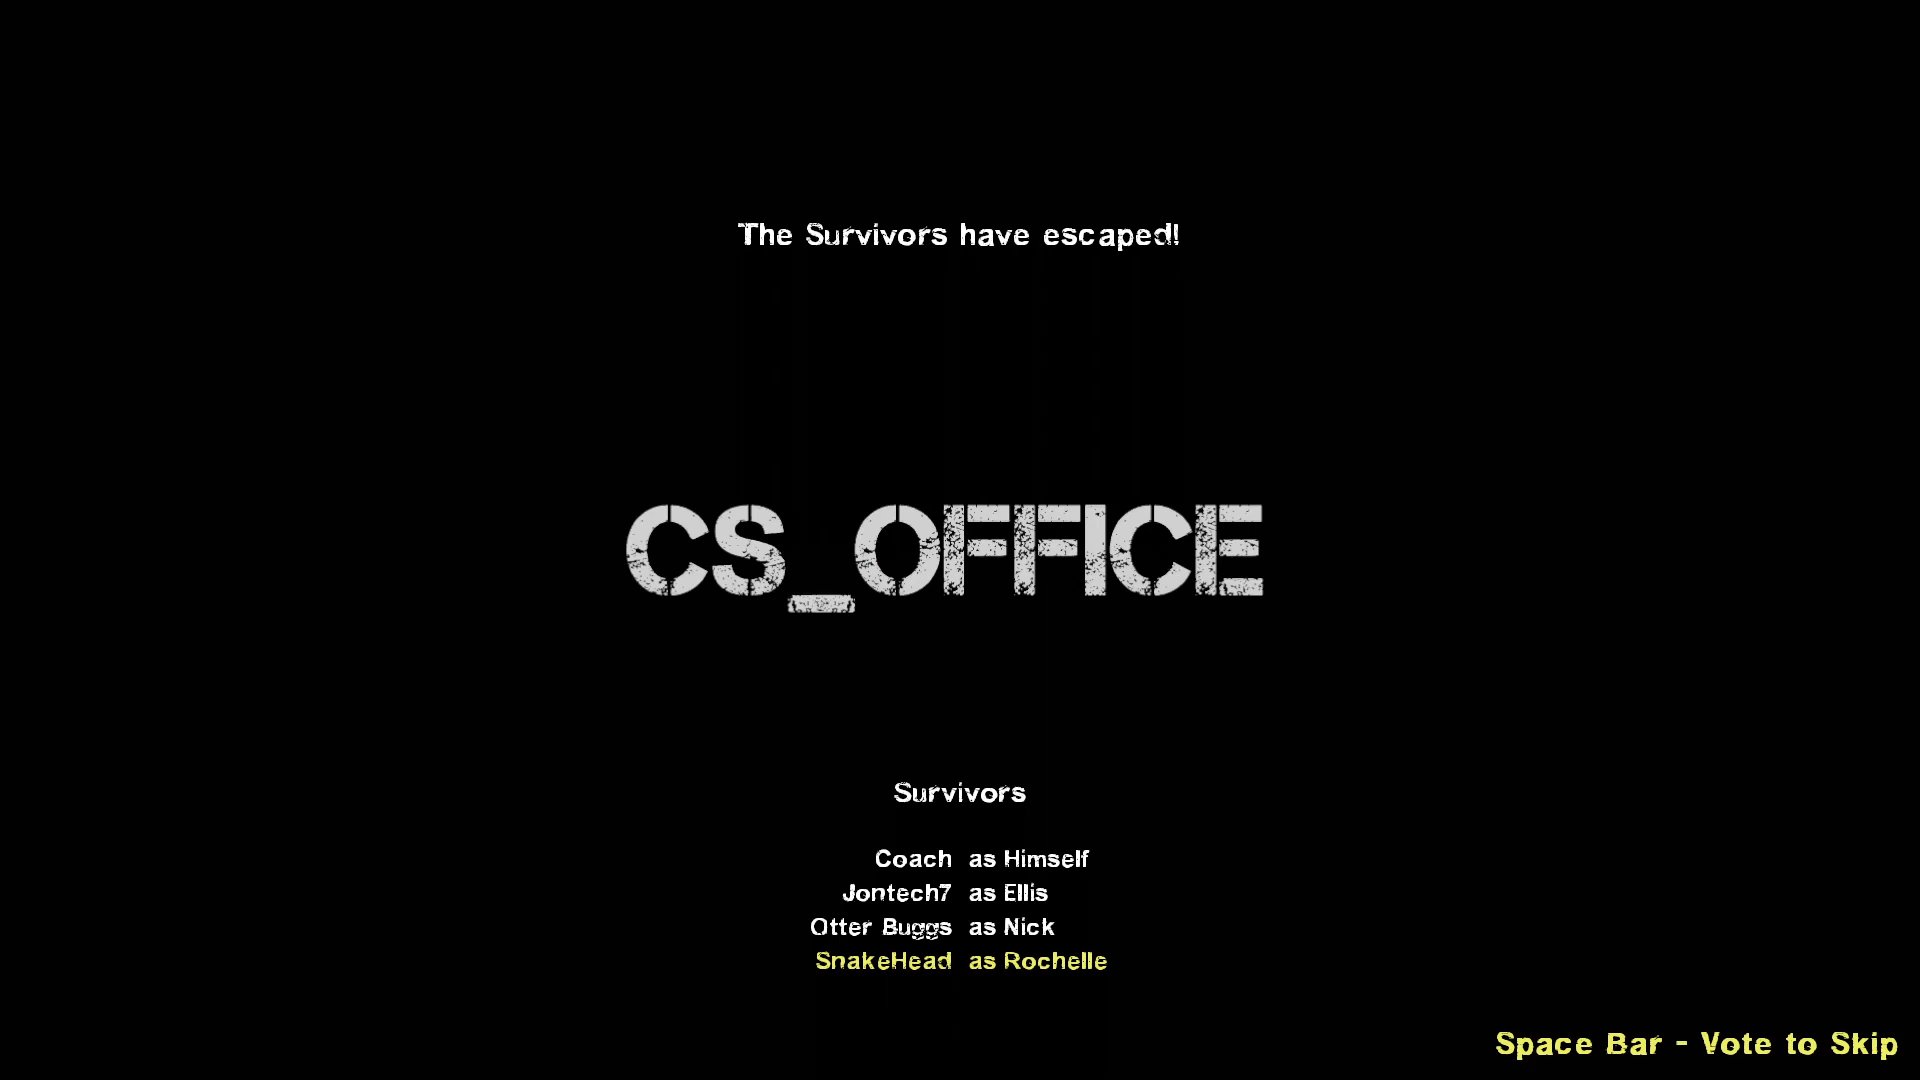 The Survivors have escaped!
CS_OFFICE
Survivors
Coach as Himself
Jontech7 as Ellis
Otter Buggs as Nick
SnakeHead as Rochelle
Space Bar - Vote to Skip